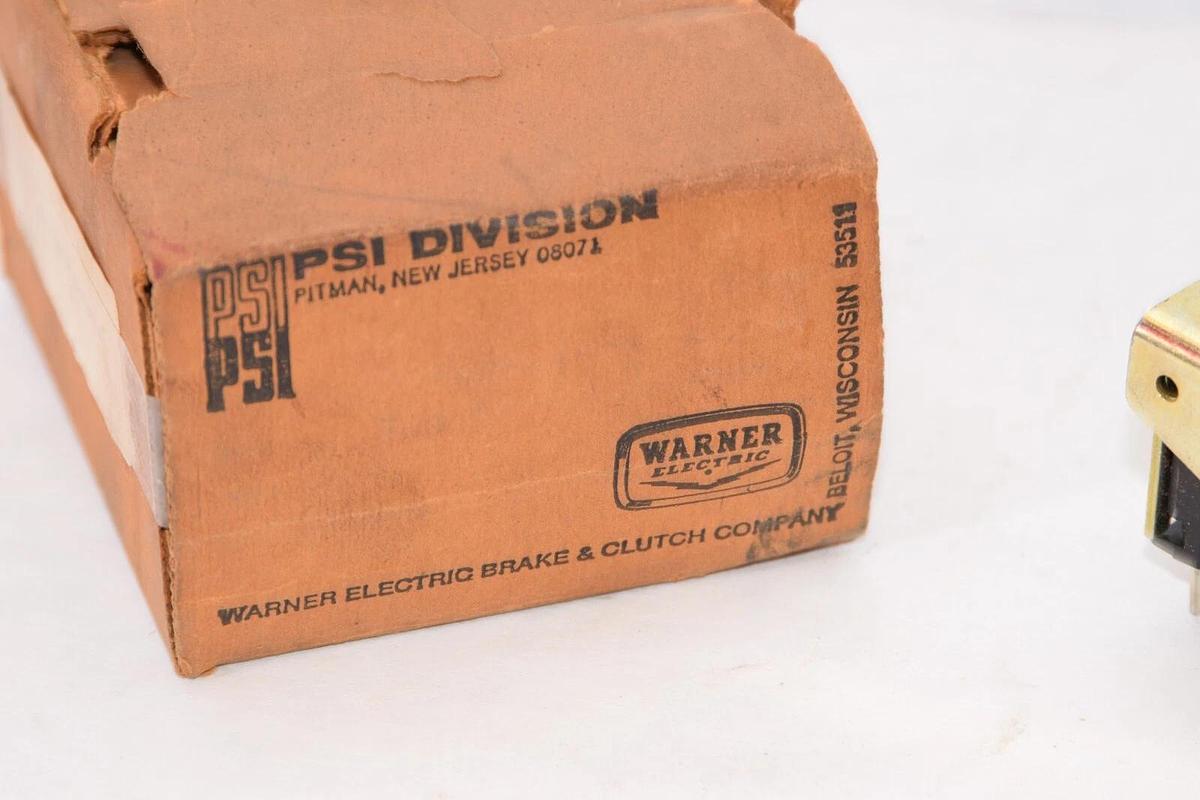 PSI DIVISION
PITMAN, NEW JERSEY 08071
PSI
PSI
WARNER
ELECTRIC
WARNER ELECTRIC BRAKE & CLUTCH COMPANY
BELOIT, WISCONSIN 53511